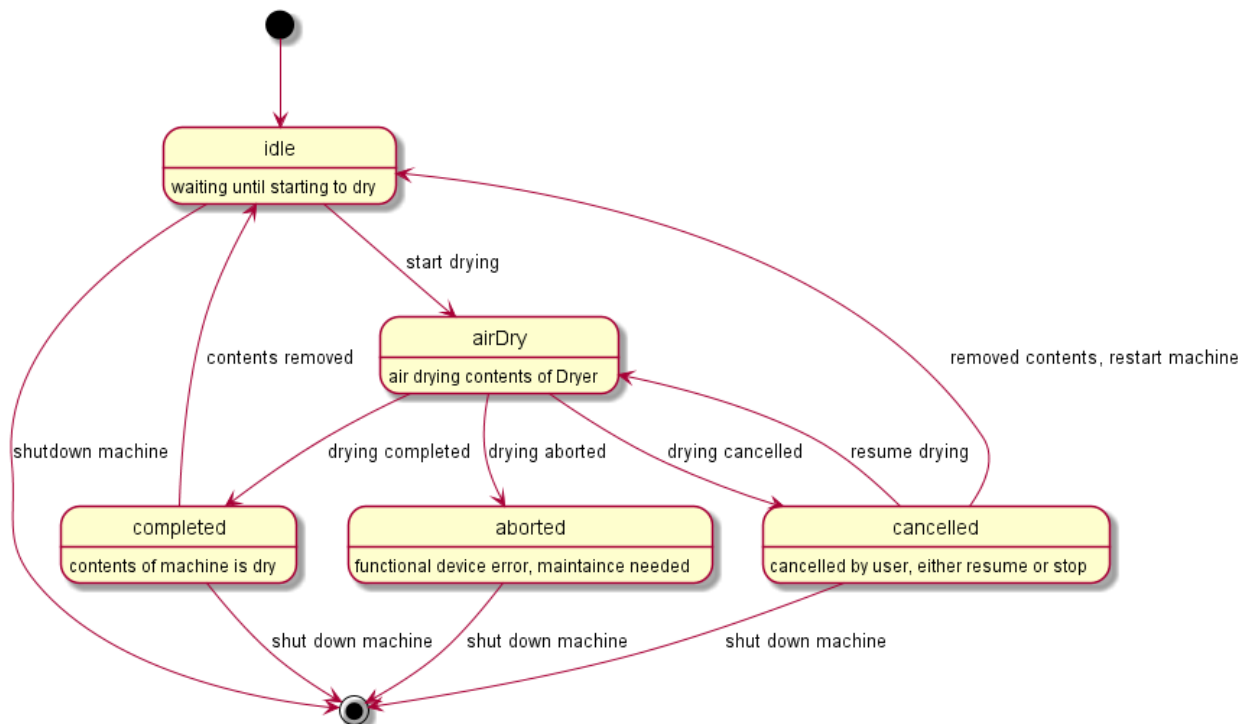 idle
waiting until starting to dry
start drying
airDry
air drying contents of Dryer
contents removed
removed contents, restart machine
shutdown machine
drying completed
drying aborted
drying cancelled
resume drying
completed
contents of machine is dry
aborted
functional device error, maintaince needed
cancelled
cancelled by user, either resume or stop
shut down machine
shut down machine
shut down machine